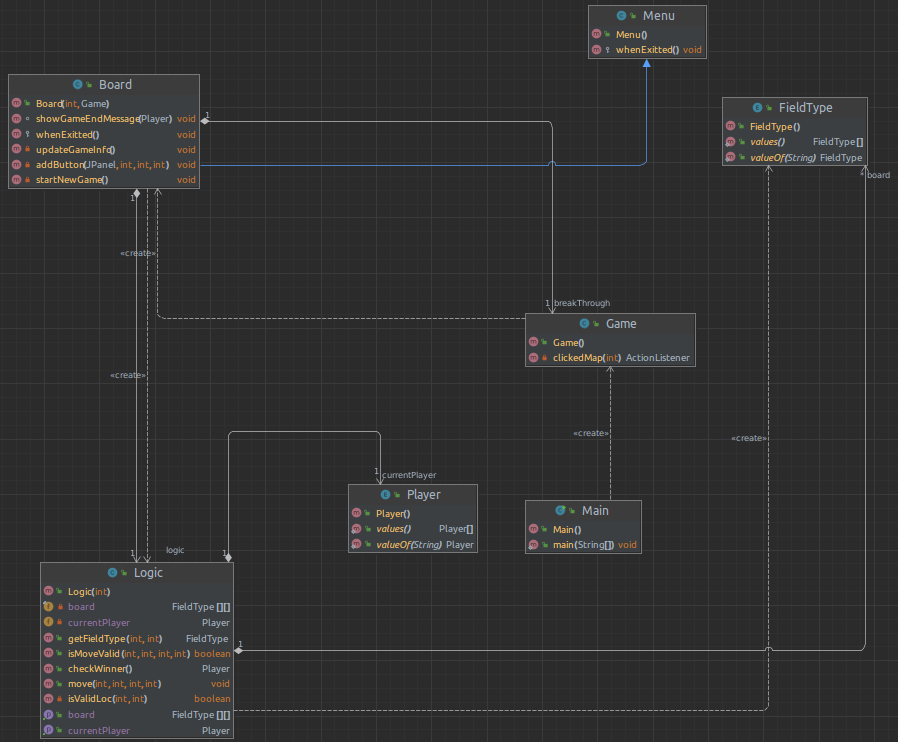 Menu
Menu()
whenExitted() void
Board
Board(int, Game)
showGameEndMessage(Player) void
whenExitted() void
updateGameInfo() void
addButton(JPanel, int, int, int) void
startNewGame() void
1
1
FieldType
FieldType()
values() FieldType[]
valueOf(String) FieldType
* board
«create»
1 breakThrough
Game
Game()
clickedMap(int) ActionListener
«create»
«create»
«create»
1 currentPlayer
Player
Player()
values() Player[]
valueOf(String) Player
Main
Main()
main(String[]) void
1 logic
1
Logic
Logic(int)
board FieldType[][]
currentPlayer Player
getFieldType(int, int) FieldType
isMoveValid(int, int, int, int) boolean
1
checkWinner() Player
move(int, int, int, int) void
isValidLoc(int, int) boolean
board FieldType[][]
currentPlayer Player